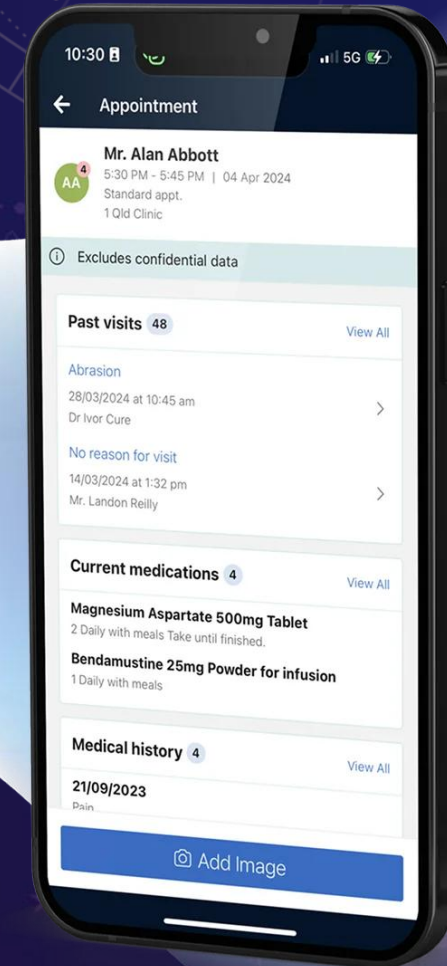 10:30
5G
Appointment
Mr. Alan Abbott
4
AA
5:30 PM - 5:45 PM | 04 Apr 2024
Standard appt.
1 Qld Clinic
Excludes confidential data
Past visits 48
View All
Abrasion
28/03/2024 at 10:45 am
Dr Ivor Cure
No reason for visit
14/03/2024 at 1:32 pm
Mr. Landon Reilly
Current medications 4
View All
Magnesium Aspartate 500mg Tablet
2 Daily with meals Take until finished.
Bendamustine 25mg Powder for infusion
1 Daily with meals
Medical history 4
View All
21/09/2023
Pain
Add Image